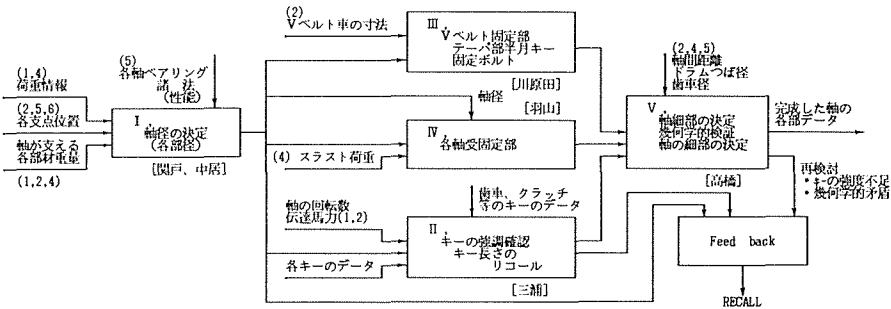 (1,4)
荷重情報
(2,5,6)
各支点位置
軸が支える
各部材重量
(1,2,4)
(5)
各軸ベアリング
諸 法
(性能)
Ⅰ,
軸径の決定
(各部径)
[関戸、中居]
(2)
Vベルト車の寸法
Ⅲ,
Vベルト固定部
テーパ部半月キー
固定ボルト
[川原田]
軸径
[羽山]
Ⅳ,
各軸受固定部
(4) スラスト荷重
歯車、クラッチ
等のキーのデータ
軸の回転数
伝達馬力(1,2)
各キーのデータ
Ⅱ,
キーの強調確認
キー長さの
リコール
[三浦]
(2,4,5)
軸間距離
ドラムつば径
歯車径
Ⅴ,
軸細部の決定
幾何学的検証
軸の細部の決定
[高橋]
完成した軸の
各部データ
再検討
・キーの強度不足
・幾何学的矛盾
Feed back
RECALL